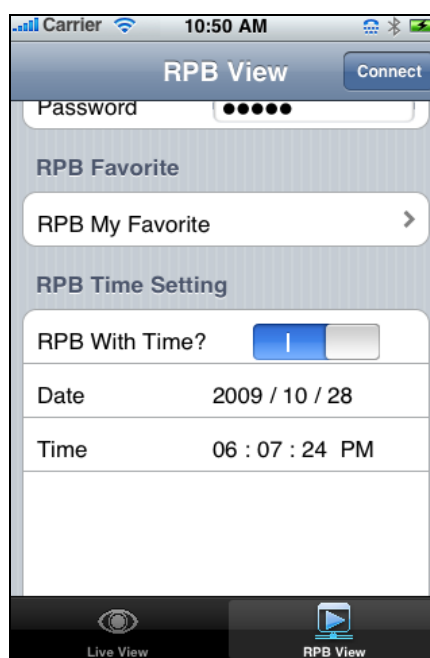 Carrier 10:50 AM
RPB View Connect
Password •••••
RPB Favorite
RPB My Favorite
RPB Time Setting
RPB With Time?
Date 2009 / 10 / 28
Time 06 : 07 : 24 PM
Live View RPB View